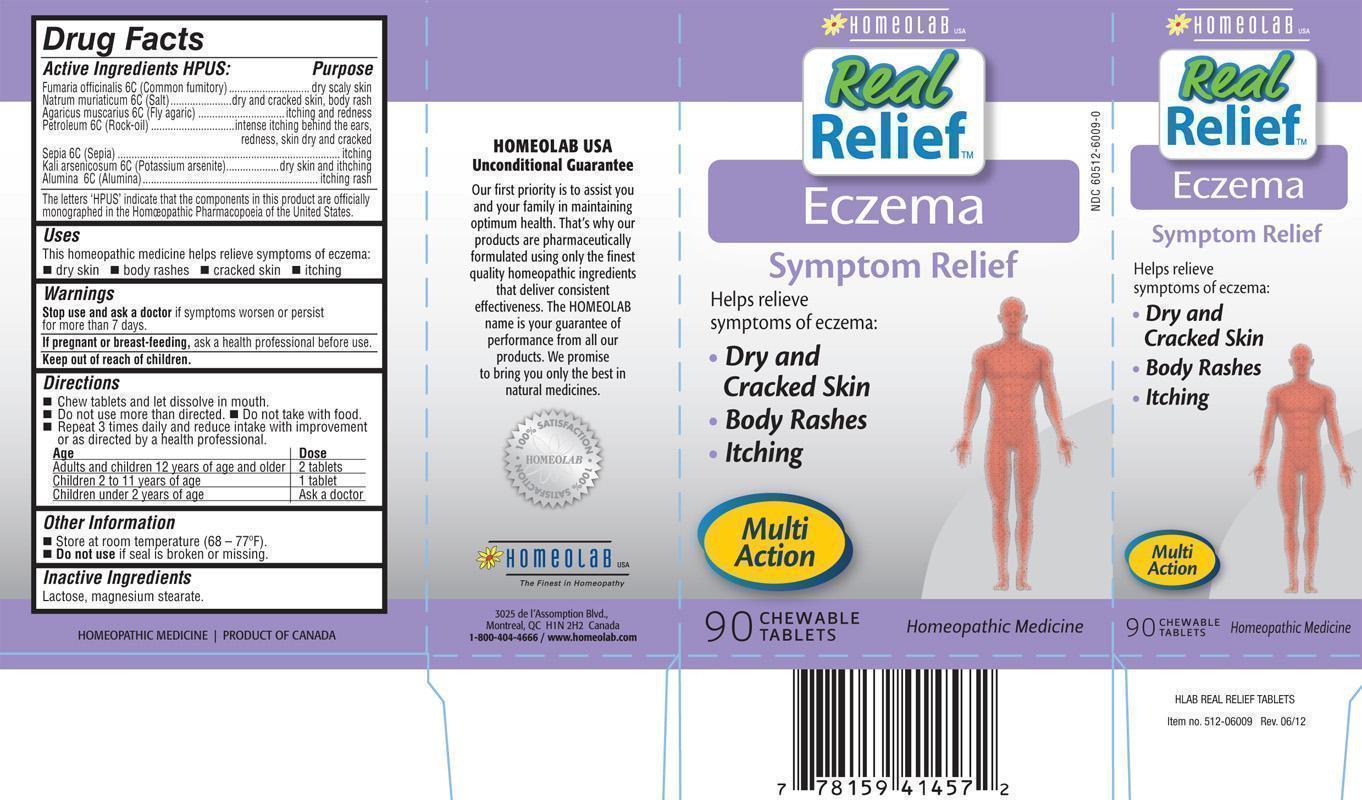 Drug Facts
Active Ingredients HPUS: Purpose
Fumaria officinalis 6C (Common fumitory) ............................ dry scaly skin
Natrum muriaticum 6C (Salt) ..................... dry and cracked skin, body rash
Agaricus muscarius 6C (Fly agaric) ............................. itching and redness
Petroleum 6C (Rock-oil) ............................. intense itching behind the ears,
redness, skin dry and cracked
Sepia 6C (Sepia) ............................................................................. itching
Kali arsenicosum 6C (Potassium arsenite) .................. dry skin and ithching
Alumina 6C (Alumina) ............................................................ itching rash
The letters 'HPUS' indicate that the components in this product are officially
monographed in the Homœopathic Pharmacopoeia of the United States.
Uses
This homeopathic medicine helps relieve symptoms of eczema:
■ dry skin ■ body rashes ■ cracked skin ■ itching
Warnings
Stop use and ask a doctor if symptoms worsen or persist
for more than 7 days.
If pregnant or breast-feeding, ask a health professional before use.
Keep out of reach of children.
Directions
■ Chew tablets and let dissolve in mouth.
■ Do not use more than directed. ■ Do not take with food.
■ Repeat 3 times daily and reduce intake with improvement
or as directed by a health professional.
Age Dose
Adults and children 12 years of age and older 2 tablets
Children 2 to 11 years of age 1 tablet
Children under 2 years of age Ask a doctor
Other Information
■ Store at room temperature (68 – 77°F).
■ Do not use if seal is broken or missing.
Inactive Ingredients
Lactose, magnesium stearate.
HOMEOPATHIC MEDICINE | PRODUCT OF CANADA
HOMEOLAB USA
Unconditional Guarantee
Our first priority is to assist you
and your family in maintaining
optimum health. That's why our
products are pharmaceutically
formulated using only the finest
quality homeopathic ingredients
that deliver consistent
effectiveness. The HOMEOLAB
name is your guarantee of
performance from all our
products. We promise
to bring you only the best in
natural medicines.
100% SATISFACTION
HOMEOLAB
100% SATISFACTION
HOMEOLAB USA
The Finest in Homeopathy
3025 de l'Assomption Blvd.,
Montreal, QC H1N 2H2 Canada
1-800-404-4666 / www.homeolab.com
HOMEOLAB USA
Real
Relief™
Eczema
Symptom Relief
Helps relieve
symptoms of eczema:
• Dry and
Cracked Skin
• Body Rashes
• Itching
Multi
Action
90 CHEWABLE
TABLETS
Homeopathic Medicine
NDC 60512-6009-0
7 78159 41457 2
HOMEOLAB USA
Real
Relief™
Eczema
Symptom Relief
Helps relieve
symptoms of eczema:
• Dry and
Cracked Skin
• Body Rashes
• Itching
Multi
Action
90 CHEWABLE
TABLETS
Homeopathic Medicine
HLAB REAL RELIEF TABLETS
Item no. 512-06009 Rev. 06/12